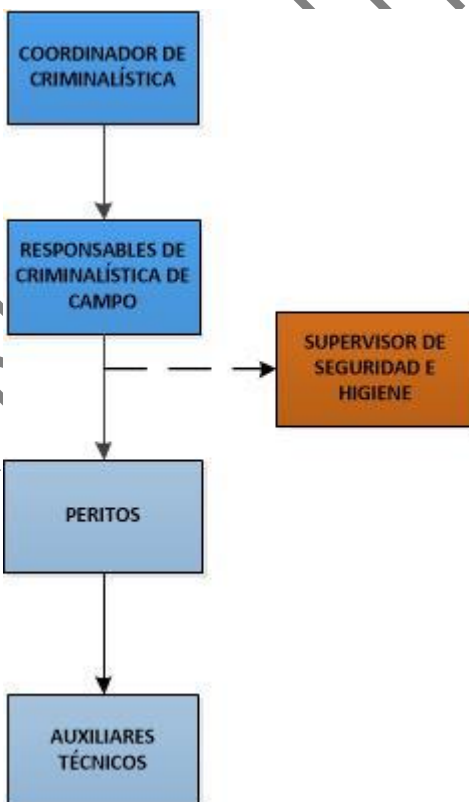 COORDINADOR DE
CRIMINALÍSTICA
RESPONSABLES DE
CRIMINALÍSTICA DE
CAMPO
SUPERVISOR DE
SEGURIDAD E
HIGIENE
PERITOS
AUXILIARES
TÉCNICOS